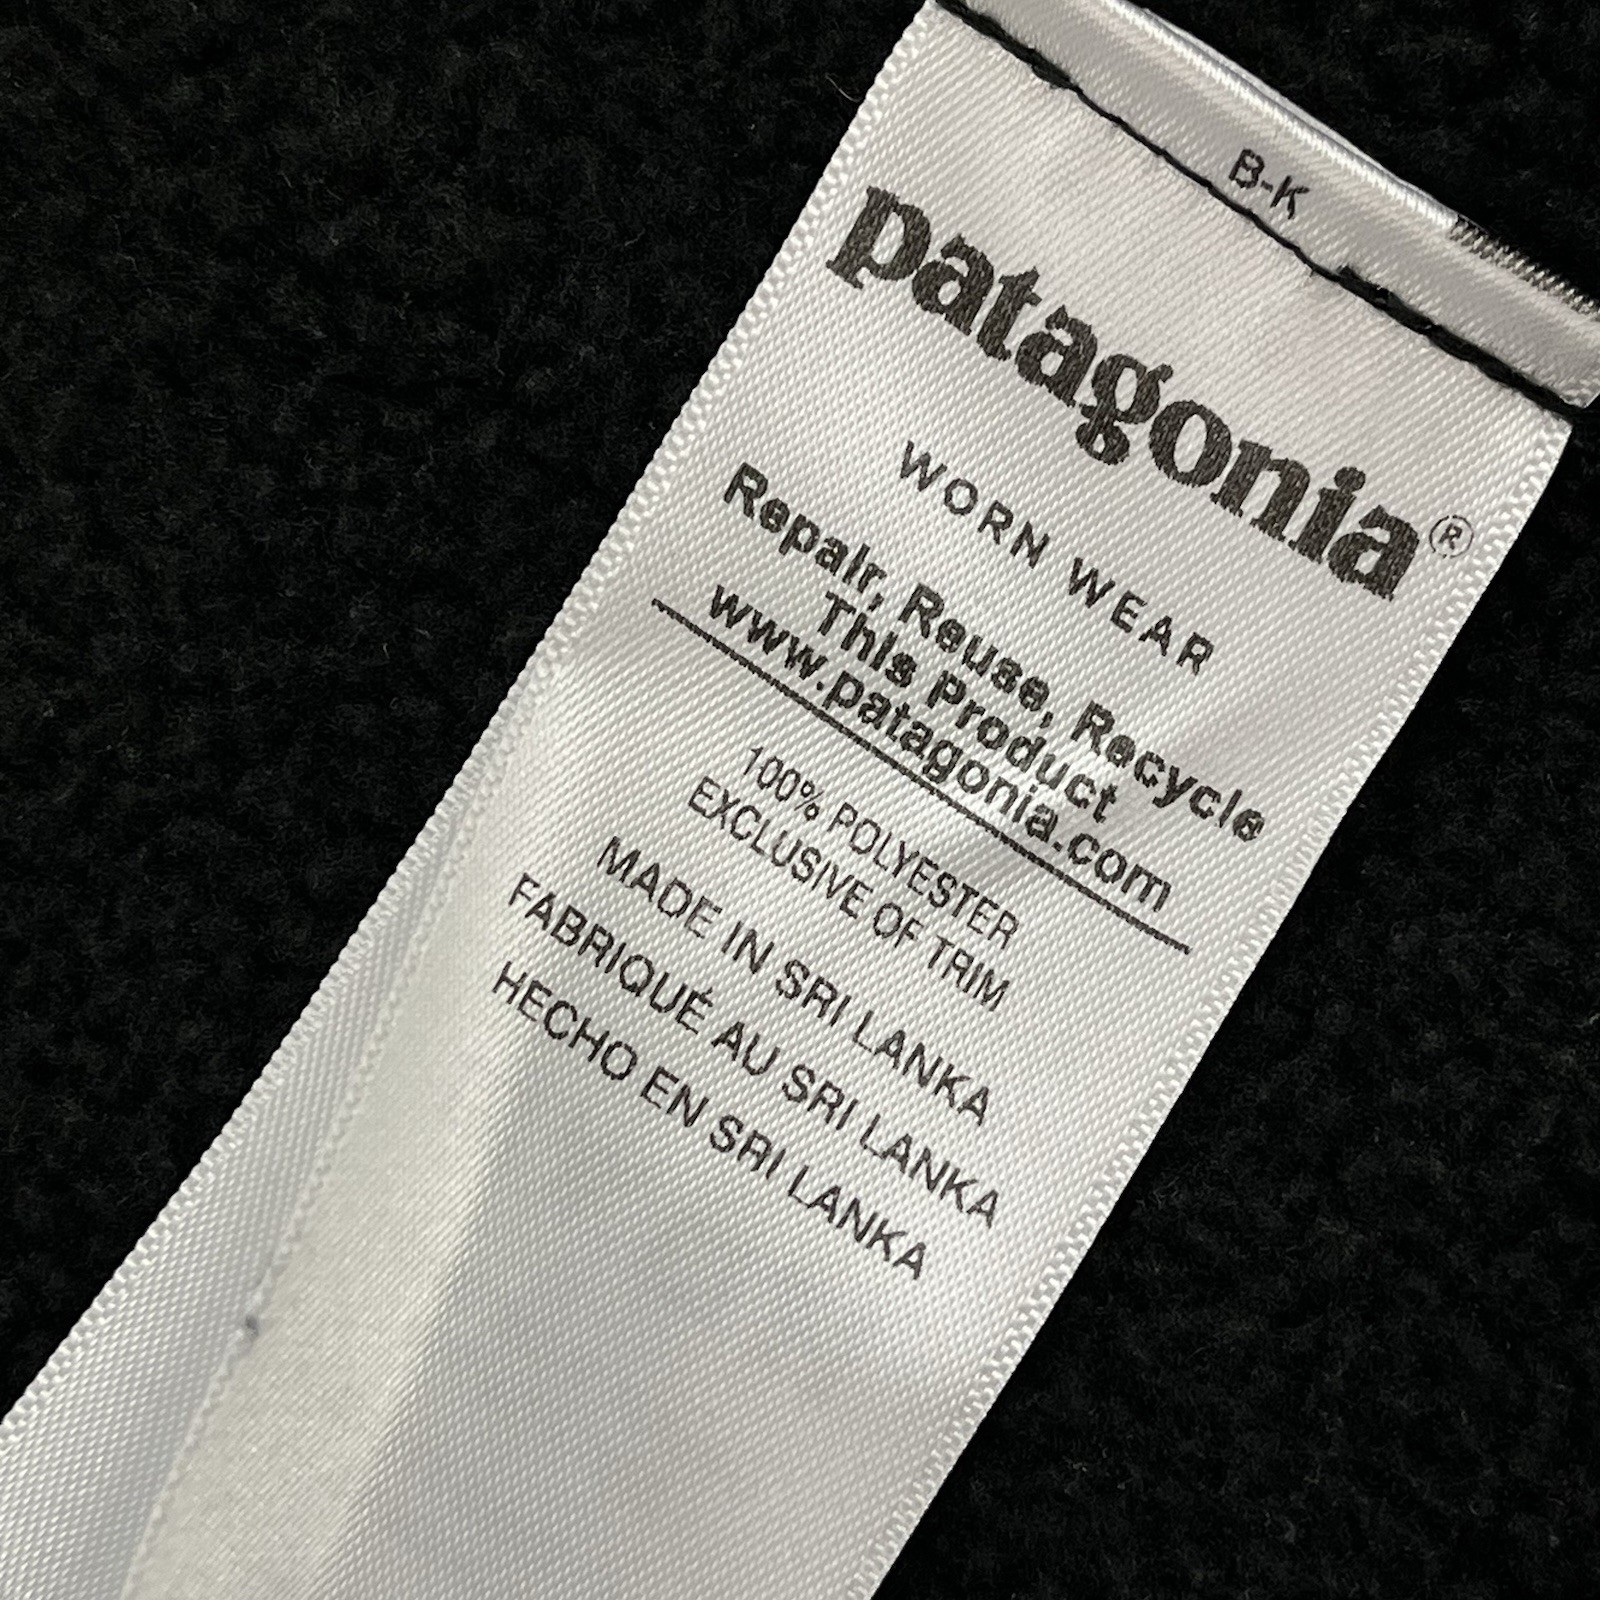 B-K
patagonia®
WORN WEAR
Repair, Reuse, Recycle
This Product
www.patagonia.com
100% POLYESTER
EXCLUSIVE OF TRIM
MADE IN SRI LANKA
FABRIQUÉ AU SRI LANKA
HECHO EN SRI LANKA